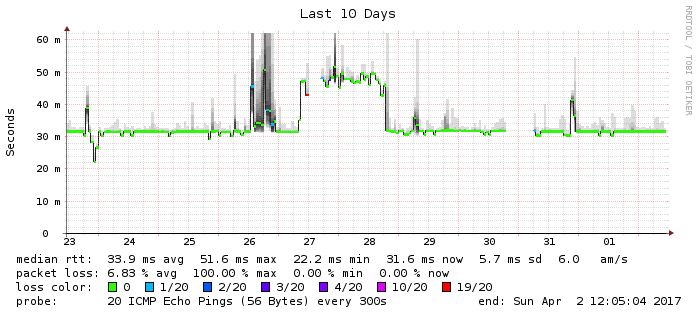 Last 10 Days
RRDTOOL / TOBI OETIKER
Seconds
60 m
50 m
40 m
30 m
20 m
10 m
0
23 24 25 26 27 28 29 30 31 01
median rtt: 33.9 ms avg 51.6 ms max 22.2 ms min 31.6 ms now 5.7 ms sd 6.0 am/s
packet loss: 6.83 % avg 100.00 % max 0.00 % min 0.00 % now
loss color: 0 1/20 2/20 3/20 4/20 10/20 19/20
probe: 20 ICMP Echo Pings (56 Bytes) every 300s end: Sun Apr 2 12:05:04 2017